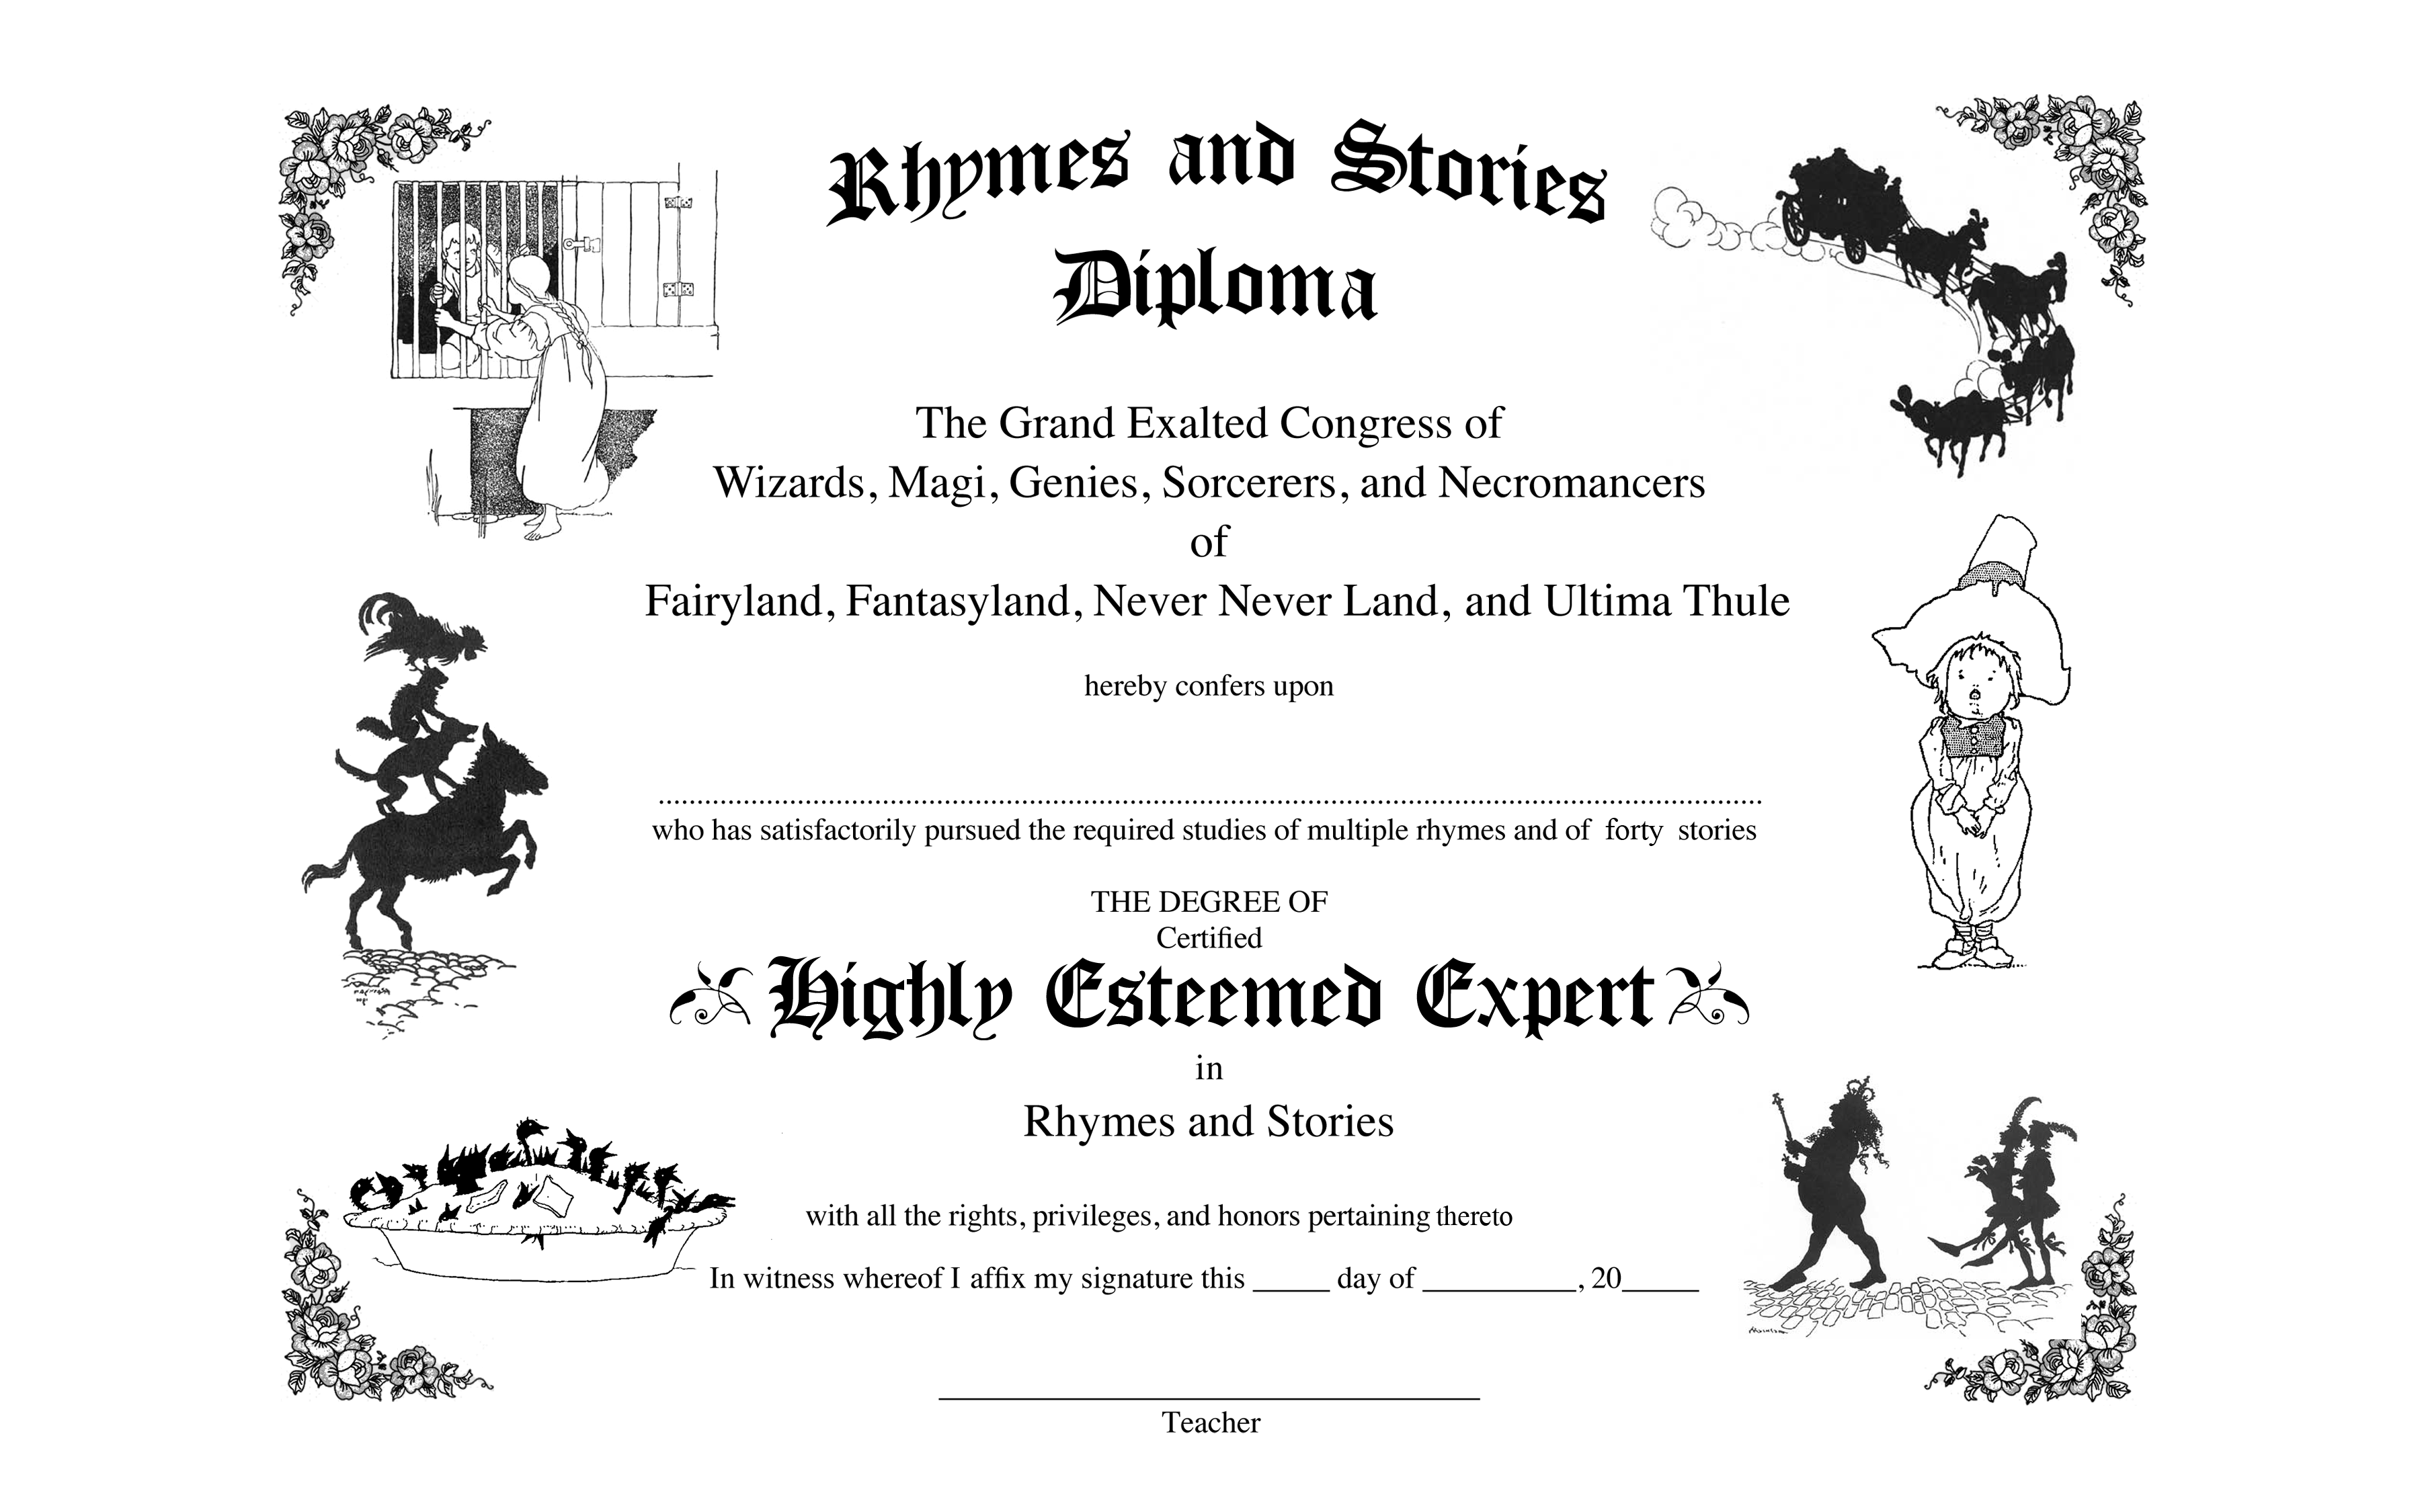 Rhymes and Stories
Diploma
The Grand Exalted Congress of
Wizards, Magi, Genies, Sorcerers, and Necromancers
of
Fairyland, Fantasyland, Never Never Land, and Ultima Thule
hereby confers upon
..............................................................................................................................................
who has satisfactorily pursued the required studies of multiple rhymes and of forty stories
THE DEGREE OF
Certified
Highly Esteemed Expert
in
Rhymes and Stories
with all the rights, privileges, and honors pertaining thereto
In witness whereof I affix my signature this _____ day of __________, 20_____
Teacher